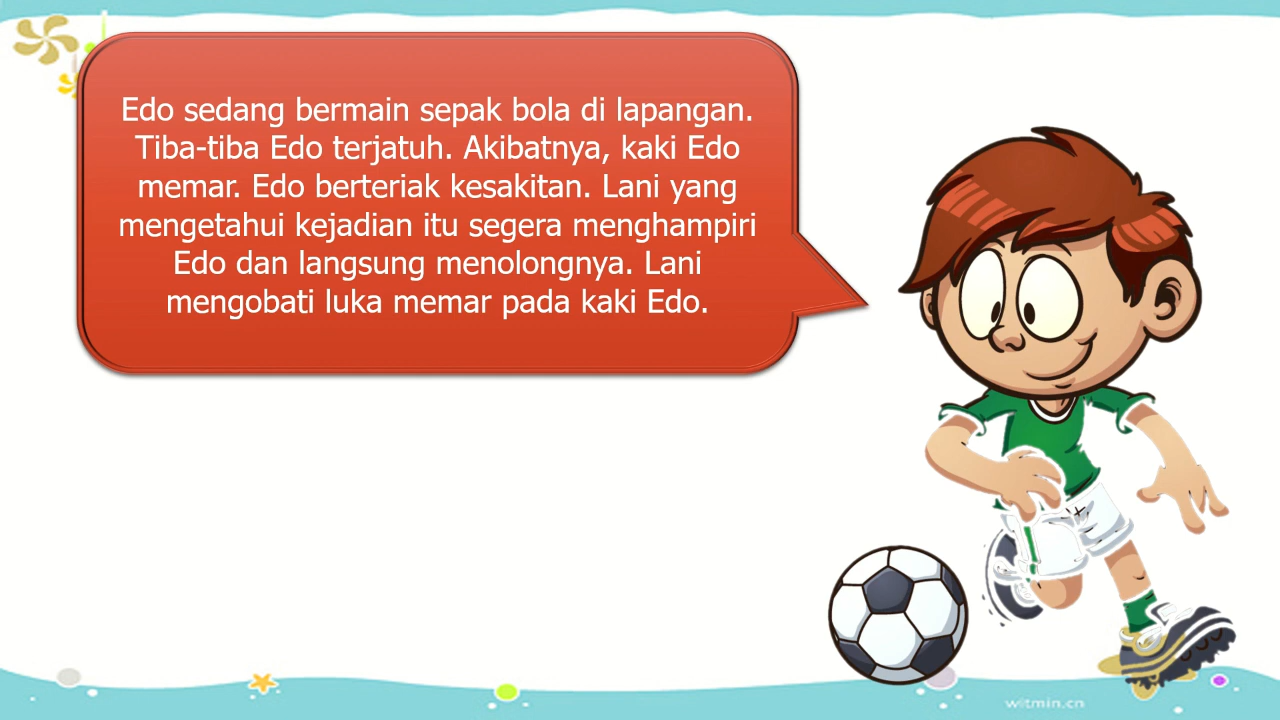 Edo sedang bermain sepak bola di lapangan.
Tiba-tiba Edo terjatuh. Akibatnya, kaki Edo
memar. Edo berteriak kesakitan. Lani yang
mengetahui kejadian itu segera menghampiri
Edo dan langsung menolongnya. Lani
mengobati luka memar pada kaki Edo.
witmin.cn